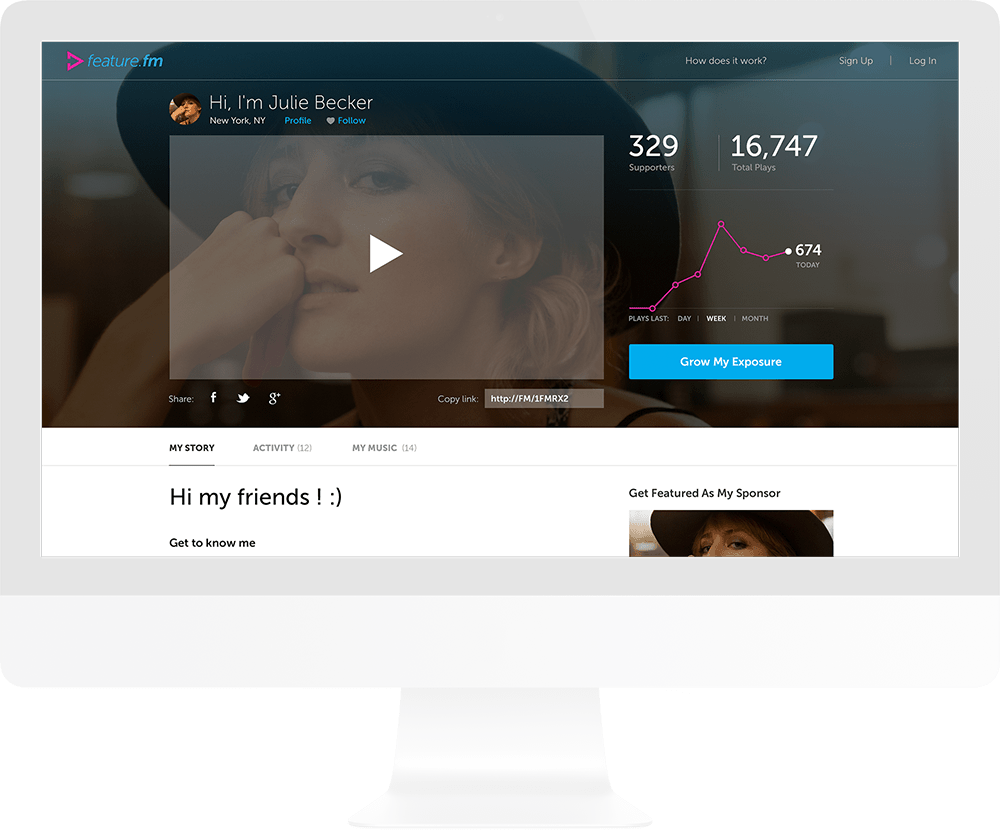 feature.fm
How does it work?
Sign Up | Log In
Hi, I'm Julie Becker
New York, NY Profile Follow
329
Supporters
16,747
Total Plays
674
TODAY
PLAYS LAST: DAY | WEEK | MONTH
Grow My Exposure
Share: f g+
Copy link: http://FM/1FMRX2
MY STORY ACTIVITY (12) MY MUSIC (14)
Hi my friends ! :)
Get to know me
Get Featured As My Sponsor